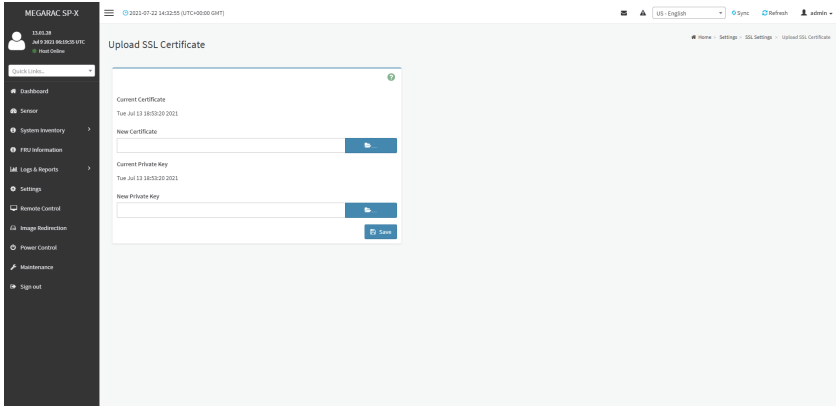 MEGARAC SP-X
2021-07-22 14:32:55 (UTC+00:00 GMT)
US - English
Sync
Refresh
admin
13.01.28
Jul 9 2021 06:19:35 UTC
Host Online
Quick Links...
Dashboard
Sensor
System Inventory
FRU Information
Logs & Reports
Settings
Remote Control
Image Redirection
Power Control
Maintenance
Sign out
Upload SSL Certificate
Home > Settings > SSL Settings > Upload SSL Certificate
Current Certificate
Tue Jul 13 18:53:20 2021
New Certificate
Current Private Key
Tue Jul 13 18:53:20 2021
New Private Key
Save